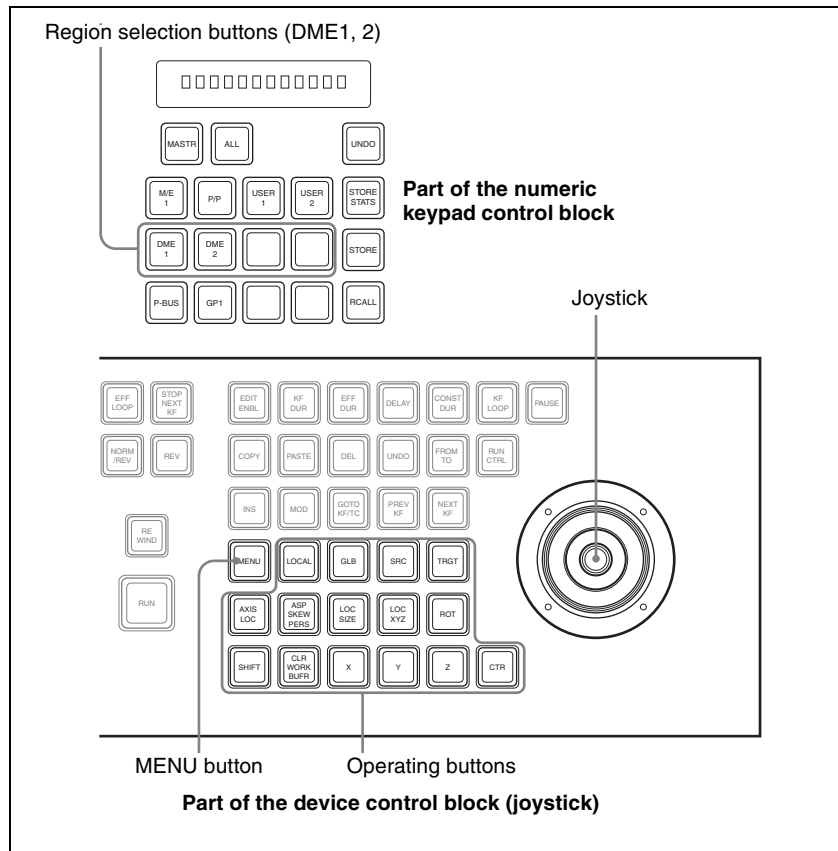 Region selection buttons (DME1, 2)
MASTR ALL UNDO
M/E 1 P/P USER 1 USER 2 STORE STATS
Part of the numeric
keypad control block
DME 1 DME 2 STORE
P-BUS GP1 RCALL
Joystick
EFF LOOP STOP NEXT KF EDIT ENBL KF DUR EFF DUR DELAY CONST DUR KF LOOP PAUSE
NORM /REV REV COPY PASTE DEL UNDO FROM TO RUN CTRL
INS MOD GOTO KF/TC PREV KF NEXT KF
RE WIND
MENU LOCAL GLB SRC TRGT
RUN AXIS LOC ASP SKEW PERS LOC SIZE LOC XYZ ROT
SHIFT CLR WORK BUFR X Y Z CTR
MENU button Operating buttons
Part of the device control block (joystick)